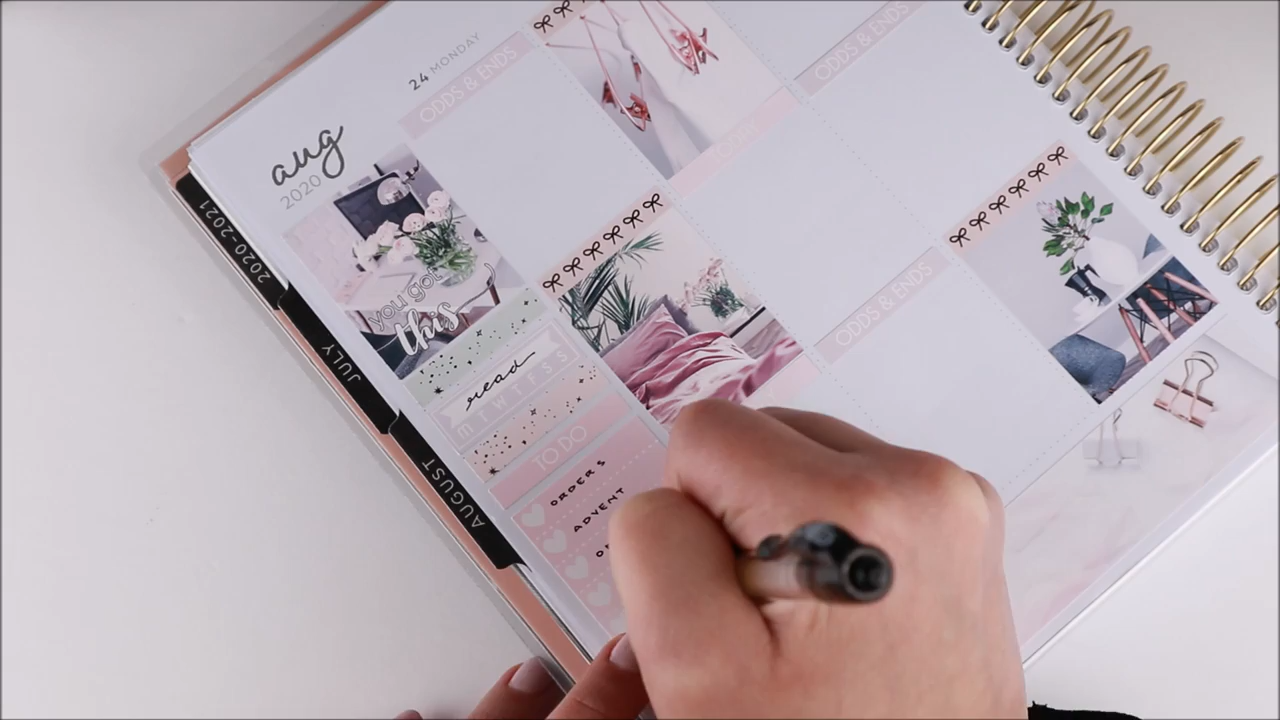 24 MONDAY
ODDS & ENDS
ODDS & ENDS
aug
2020
you got
this
read
M T W T F S S
TO DO
ORDERS
ADVENT
ODDS & ENDS
2020-2021
JULY
AUGUST